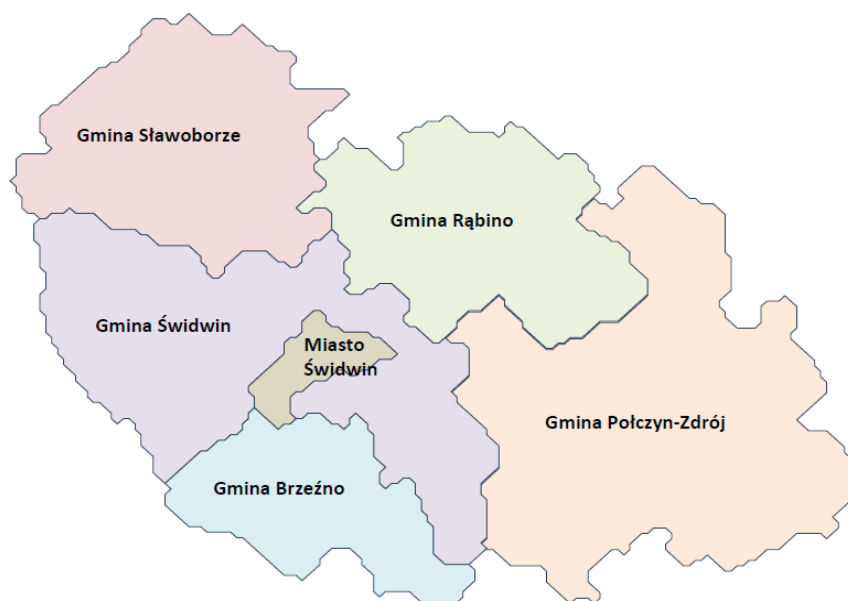 Gmina Sławoborze
Gmina Rąbino
Gmina Świdwin
Miasto
Świdwin
Gmina Połczyn-Zdrój
Gmina Brzeźno